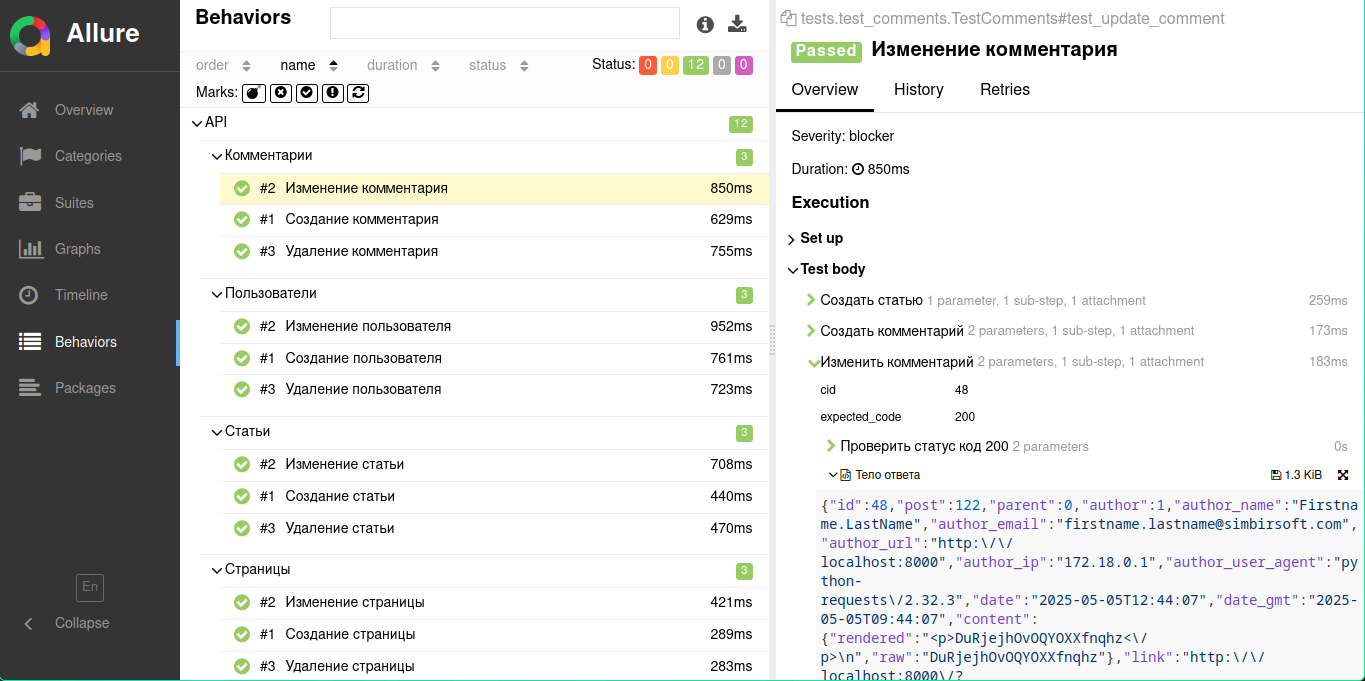 Allure
Overview
Categories
Suites
Graphs
Timeline
Behaviors
Packages
En
Collapse
Behaviors
order name duration status Status: 0 0 12 0 0
Marks:
API 12
Комментарии 3
#2 Изменение комментария 850ms
#1 Создание комментария 629ms
#3 Удаление комментария 755ms
Пользователи 3
#2 Изменение пользователя 952ms
#1 Создание пользователя 761ms
#3 Удаление пользователя 723ms
Статьи 3
#2 Изменение статьи 708ms
#1 Создание статьи 440ms
#3 Удаление статьи 470ms
Страницы 3
#2 Изменение страницы 421ms
#1 Создание страницы 289ms
#3 Удаление страницы 283ms
tests.test_comments.TestComments#test_update_comment
Passed Изменение комментария
Overview History Retries
Severity: blocker
Duration: 850ms
Execution
Set up
Test body
Создать статью 1 parameter, 1 sub-step, 1 attachment 259ms
Создать комментарий 2 parameters, 1 sub-step, 1 attachment 173ms
Изменить комментарий 2 parameters, 1 sub-step, 1 attachment 183ms
cid 48
expected_code 200
Проверить статус код 200 2 parameters 0s
Тело ответа 1.3 KiB
{"id":48,"post":122,"parent":0,"author":1,"author_name":"Firstna
me.LastName","author_email":"firstname.lastname@simbirsoft.com",
"author_url":"http:\/\/
localhost:8000","author_ip":"172.18.0.1","author_user_agent":"py
thon-
requests\/2.32.3","date":"2025-05-05T12:44:07","date_gmt":"2025-
05-05T09:44:07","content":
{"rendered":"<p>DuRjejhOvOQYOXXfnqhz<\/
p>\n","raw":"DuRjejhOvOQYOXXfnqhz"},"link":"http:\/\/
localhost:8000\/?